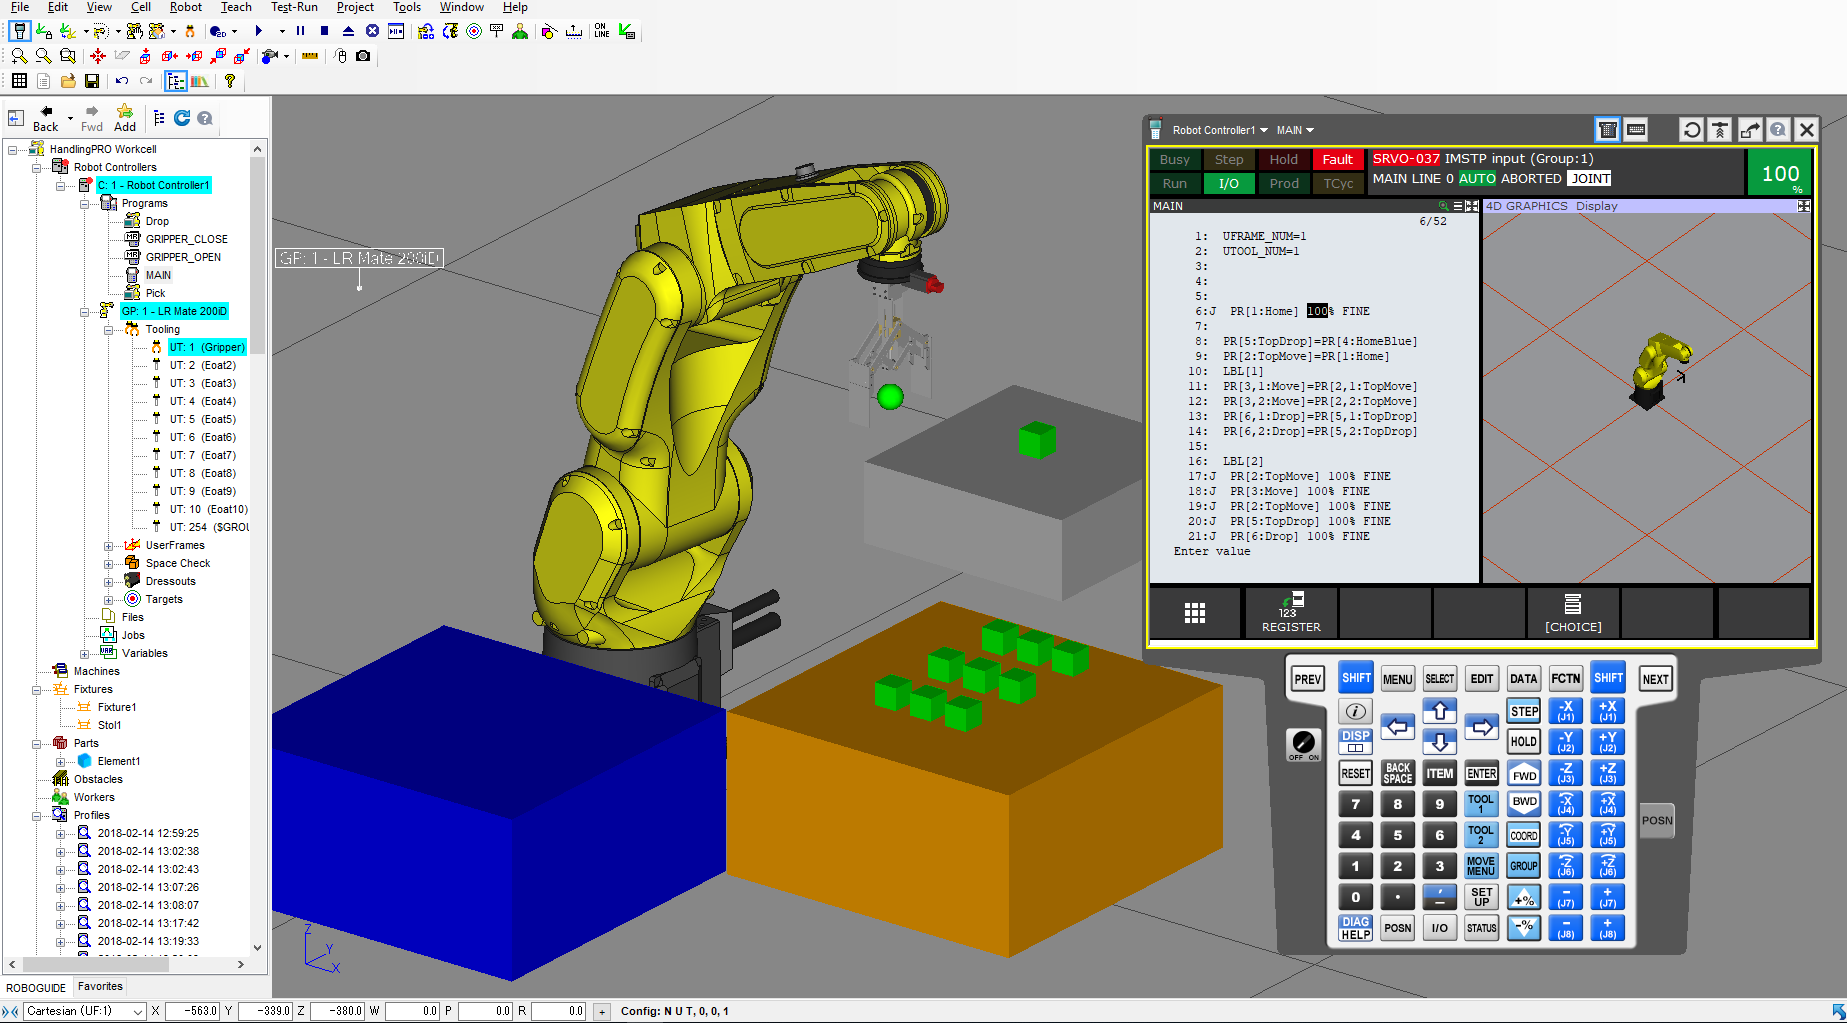 File Edit View Cell Robot Teach Test-Run Project Tools Window Help
ON LINE
Back Fwd Add
HandlingPRO Workcell
Robot Controllers
C: 1 - Robot Controller1
Programs
Drop
GRIPPER_CLOSE
GRIPPER_OPEN
MAIN
Pick
GP: 1 - LR Mate 200iD
Tooling
UT: 1 (Gripper)
UT: 2 (Eoat2)
UT: 3 (Eoat3)
UT: 4 (Eoat4)
UT: 5 (Eoat5)
UT: 6 (Eoat6)
UT: 7 (Eoat7)
UT: 8 (Eoat8)
UT: 9 (Eoat9)
UT: 10 (Eoat10)
UT: 254 ($GROU
UserFrames
Space Check
Dressouts
Targets
Files
Jobs
Variables
Machines
Fixtures
Fixture1
Stol1
Parts
Element1
Obstacles
Workers
Profiles
2018-02-14 12:59:25
2018-02-14 13:02:38
2018-02-14 13:02:43
2018-02-14 13:07:26
2018-02-14 13:08:07
2018-02-14 13:17:42
2018-02-14 13:19:33
ROBOGUIDE Favorites
GP: 1 - LR Mate 200iD
Z
Y
X
Robot Controller1 MAIN
Busy Step Hold Fault SRVO-037 IMSTP input (Group:1)
Run I/O Prod TCyc MAIN LINE 0 AUTO ABORTED JOINT
100 %
MAIN
4D GRAPHICS Display
6/52
1: UFRAME_NUM=1
2: UTOOL_NUM=1
3:
4:
5:
6:J PR[1:Home] 100% FINE
7:
8: PR[5:TopDrop]=PR[4:HomeBlue]
9: PR[2:TopMove]=PR[1:Home]
10: LBL[1]
11: PR[3,1:Move]=PR[2,1:TopMove]
12: PR[3,2:Move]=PR[2,2:TopMove]
13: PR[6,1:Drop]=PR[5,1:TopDrop]
14: PR[6,2:Drop]=PR[5,2:TopDrop]
15:
16: LBL[2]
17:J PR[2:TopMove] 100% FINE
18:J PR[3:Move] 100% FINE
19:J PR[2:TopMove] 100% FINE
20:J PR[5:TopDrop] 100% FINE
21:J PR[6:Drop] 100% FINE
Enter value
123
REGISTER [CHOICE]
PREV SHIFT MENU SELECT EDIT DATA FCTN SHIFT NEXT
i STEP -X (J1) +X (J1)
DISP HOLD -Y (J2) +Y (J2)
OFF ON
RESET BACK SPACE ITEM ENTER FWD -Z (J3) +Z (J3)
7 8 9 TOOL 1 BWD -X (J4) +X (J4)
4 5 6 TOOL 2 COORD -Y (J5) +Y (J5)
POSN
1 2 3 MOVE MENU GROUP -Z (J6) +Z (J6)
0 . , - SET UP +% - (J7) + (J7)
DIAG HELP POSN I/O STATUS -% - (J8) + (J8)
Cartesian (UF:1) X -563.0 Y -339.0 Z -380.0 W 0.0 P 0.0 R 0.0 + Config: N U T, 0, 0, 1